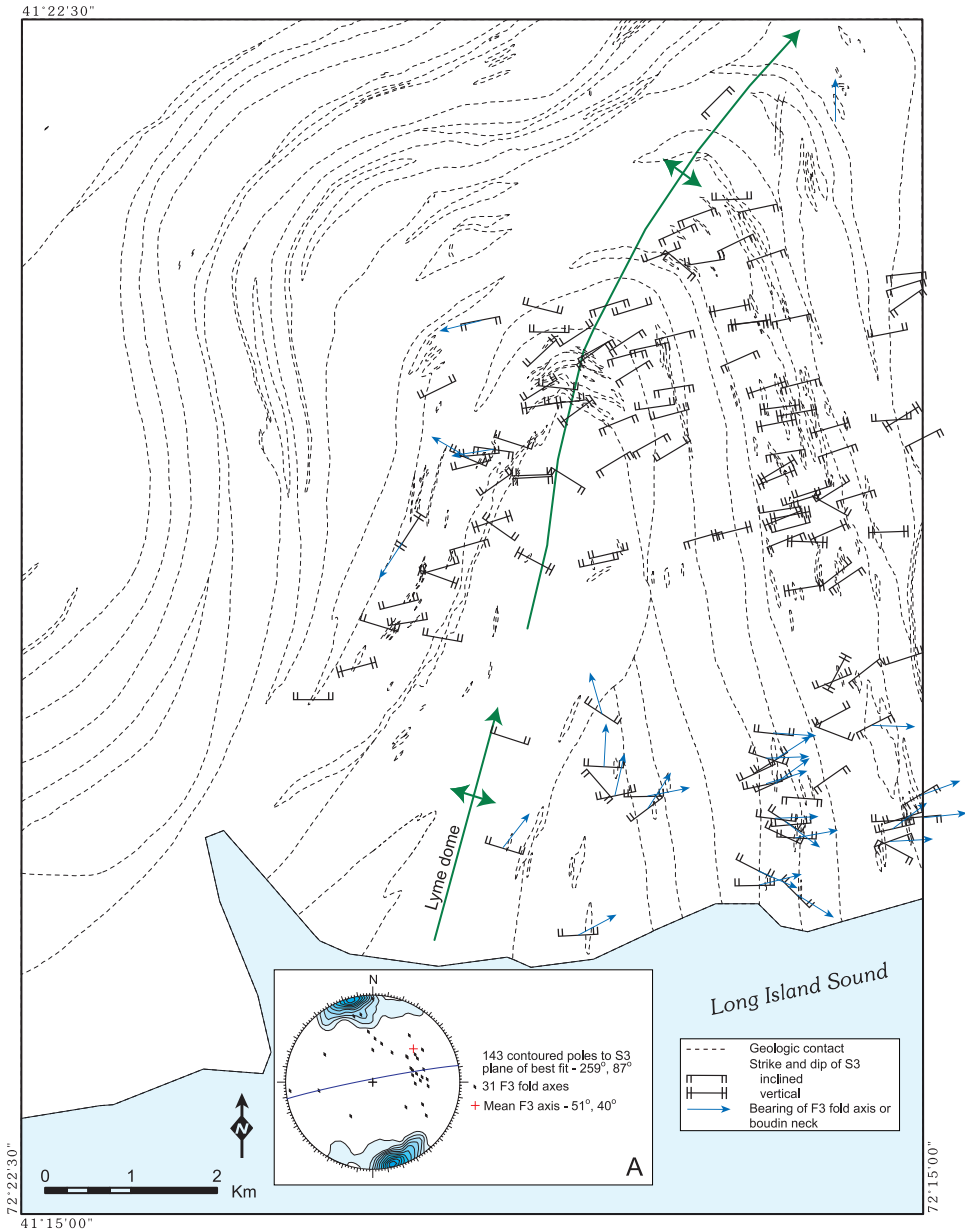 41°22'30"
Lyme dome
Long Island Sound
N
143 contoured poles to S3
plane of best fit - 259°, 87°
31 F3 fold axes
Mean F3 axis - 51°, 40°
A
Geologic contact
Strike and dip of S3
inclined
vertical
Bearing of F3 fold axis or
boudin neck
N
0 1 2
Km
72°22'30"
72°15'00"
41°15'00"